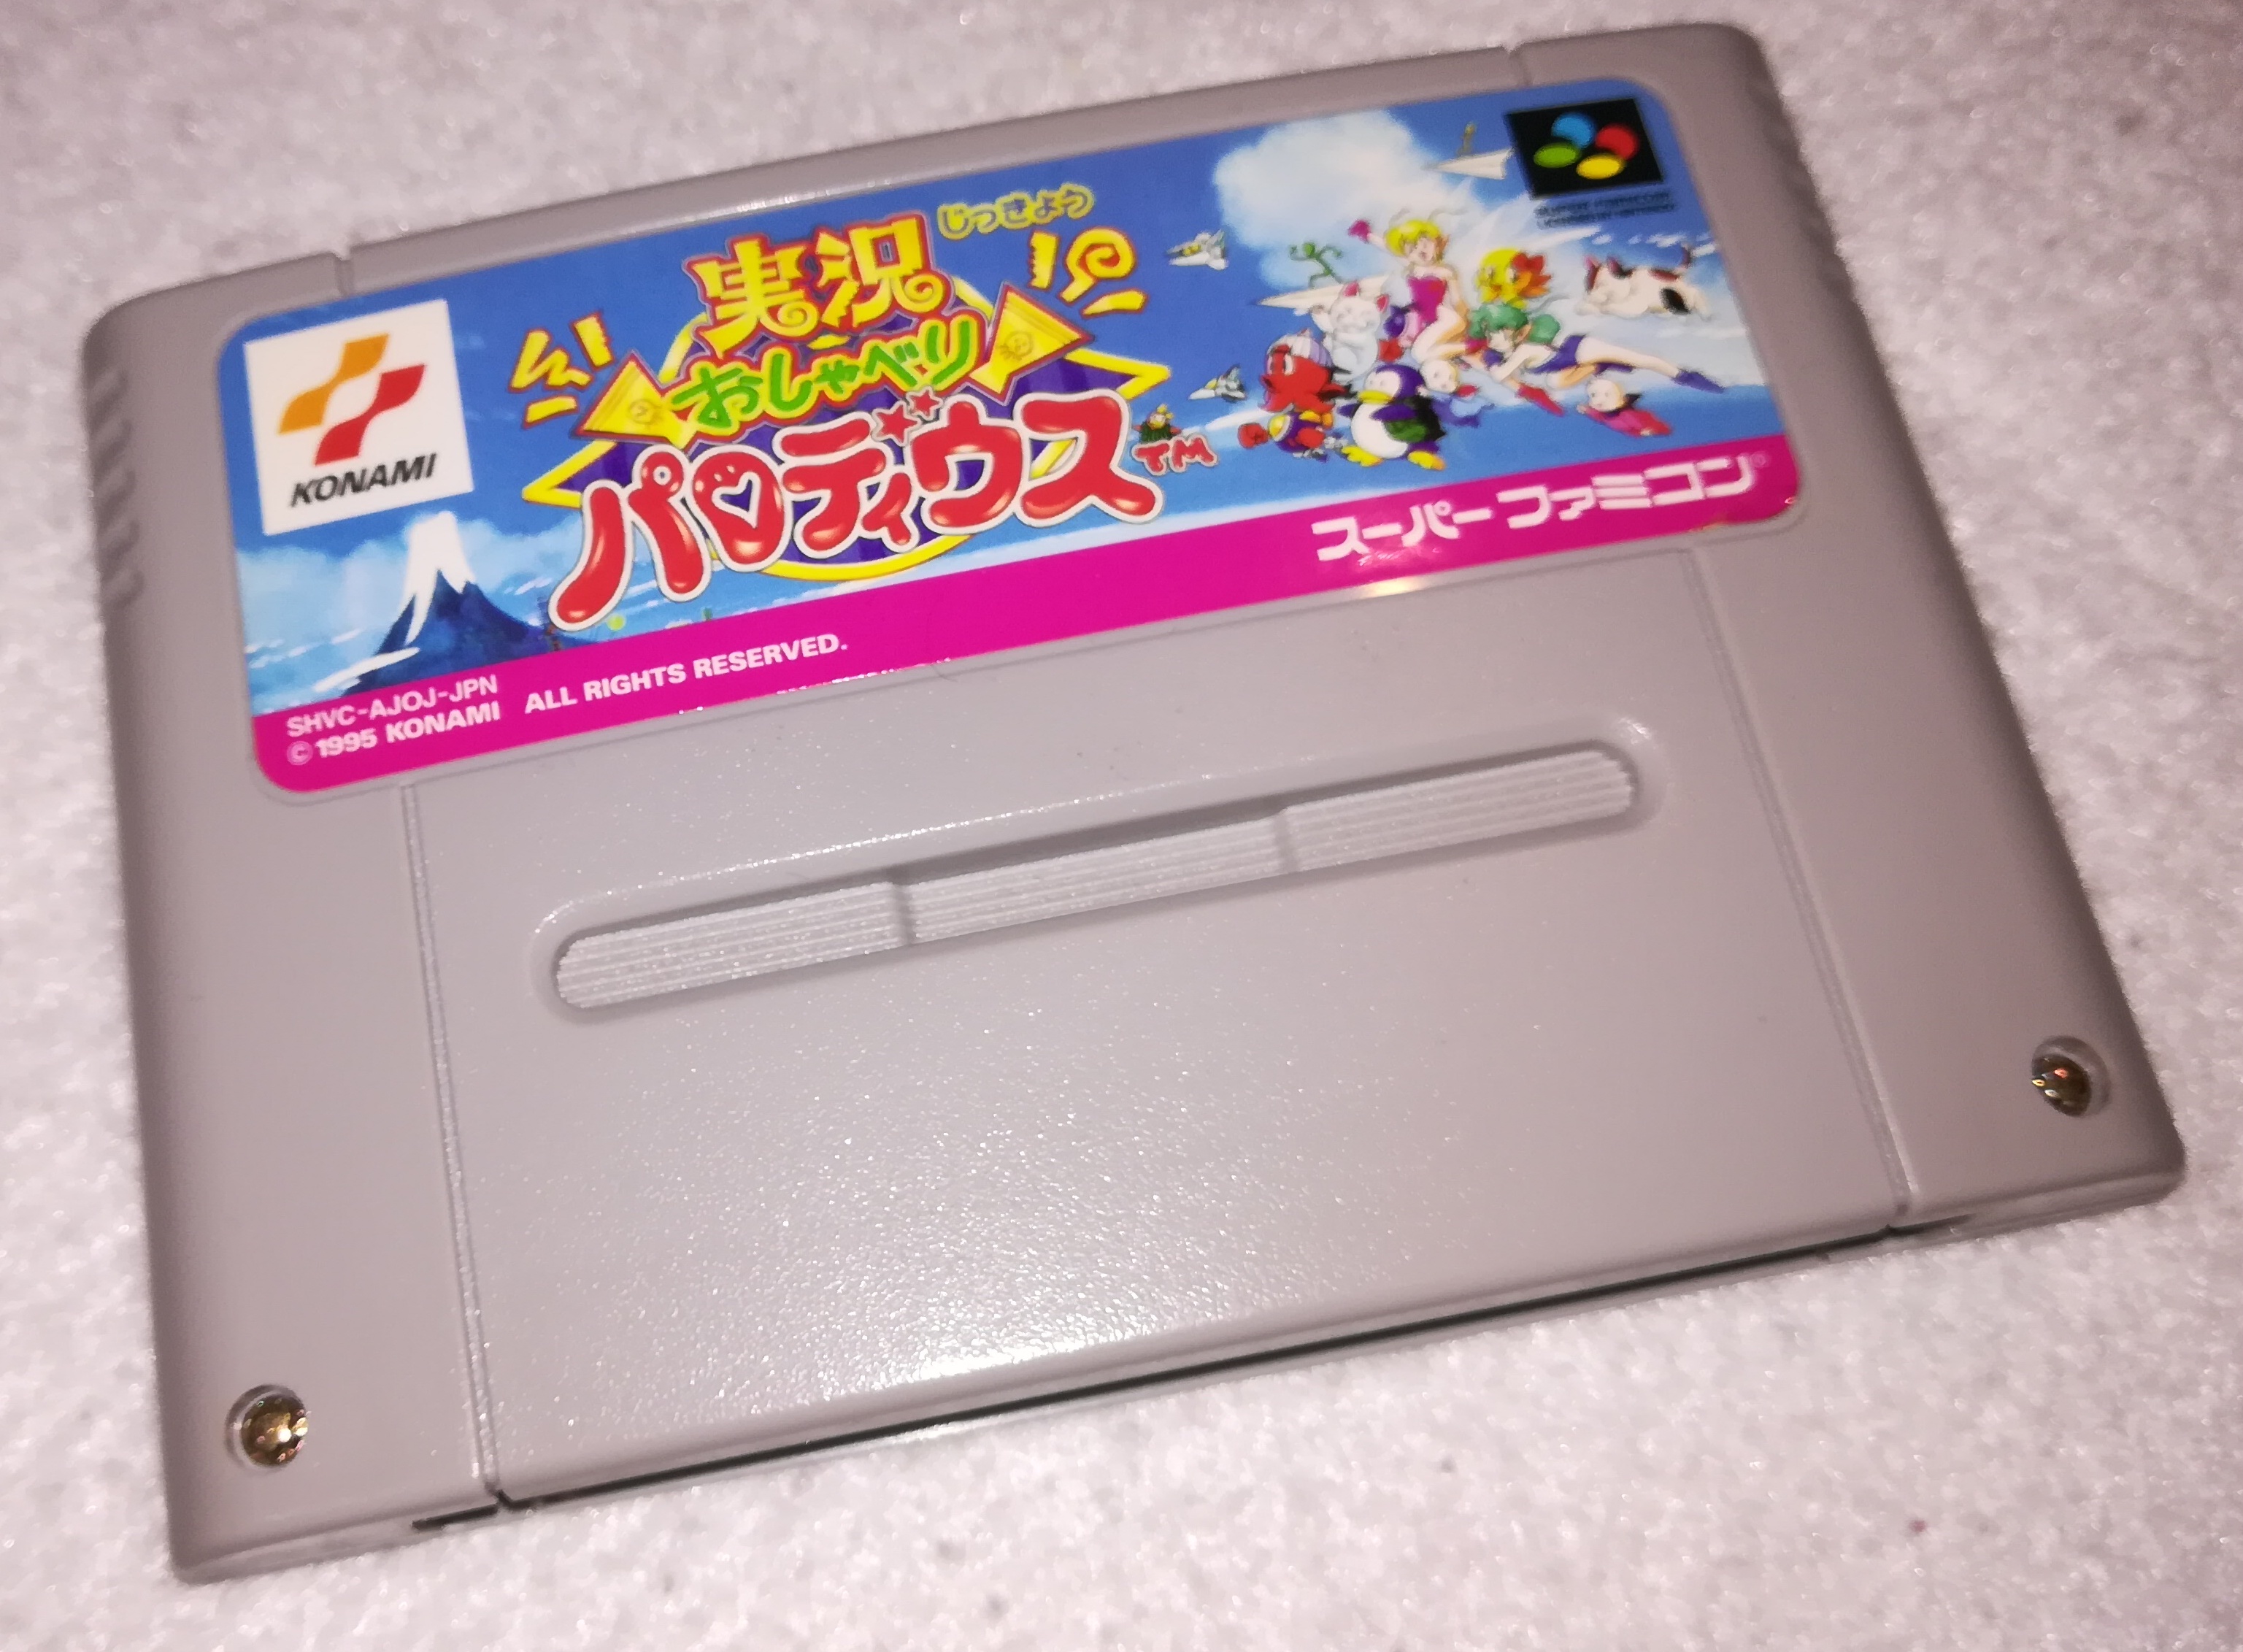 じっきょう
実況
おしゃべり
パロディウス TM
KONAMI
スーパーファミコン®
SHVC-AJOJ-JPN
© 1995 KONAMI ALL RIGHTS RESERVED.